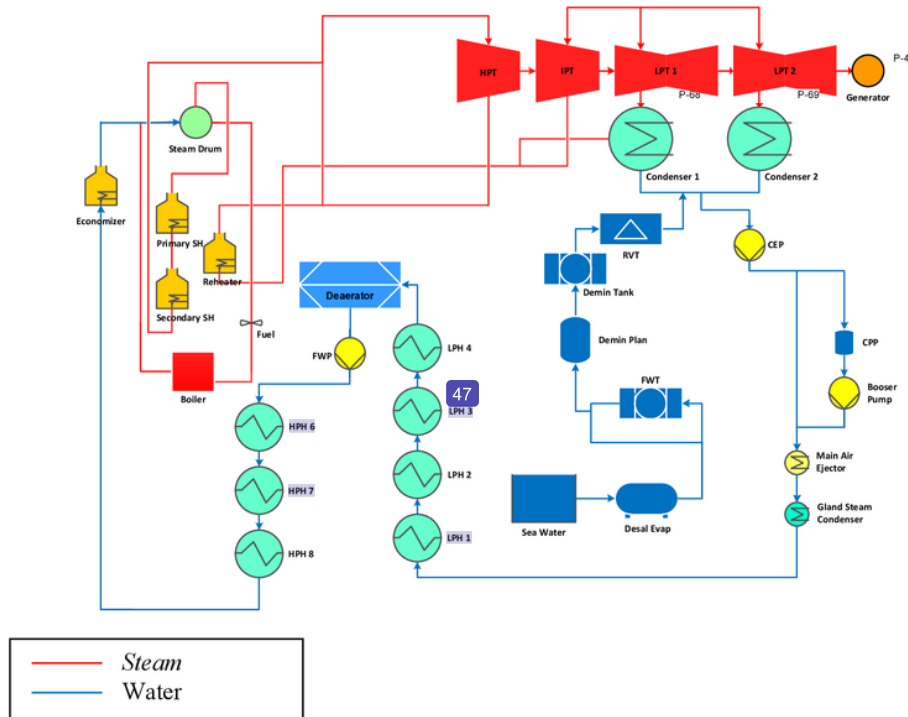 P-4
HPT
IPT
LPT 1
LPT 2
P-68
P-69
Generator
Steam Drum
Condenser 1
Condenser 2
Economizer
Primary SH
Reheater
RVT
CEP
Demin Tank
Deaerator
Secondary SH
Fuel
FWP
LPH 4
Demin Plan
CPP
Boiler
47
LPH 3
FWT
Booser
Pump
HPH 6
Main Air
Ejector
LPH 2
HPH 7
Gland Steam
Condenser
Sea Water
Desal Evap
LPH 1
HPH 8
Steam
Water